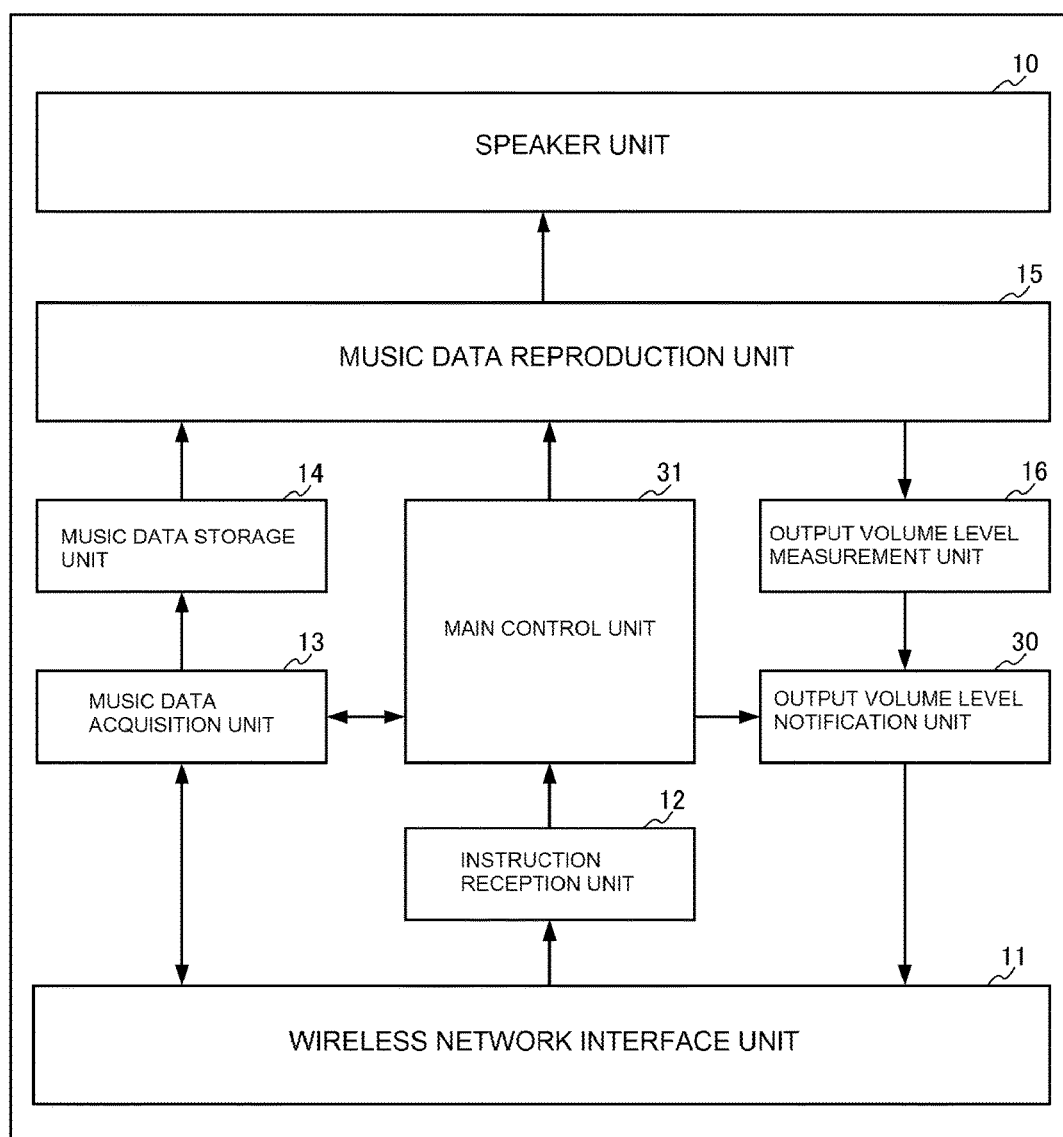 10
SPEAKER UNIT
15
MUSIC DATA REPRODUCTION UNIT
14
MUSIC DATA STORAGE
UNIT
31
MAIN CONTROL UNIT
16
OUTPUT VOLUME LEVEL
MEASUREMENT UNIT
13
MUSIC DATA
ACQUISITION UNIT
30
OUTPUT VOLUME LEVEL
NOTIFICATION UNIT
12
INSTRUCTION
RECEPTION UNIT
11
WIRELESS NETWORK INTERFACE UNIT